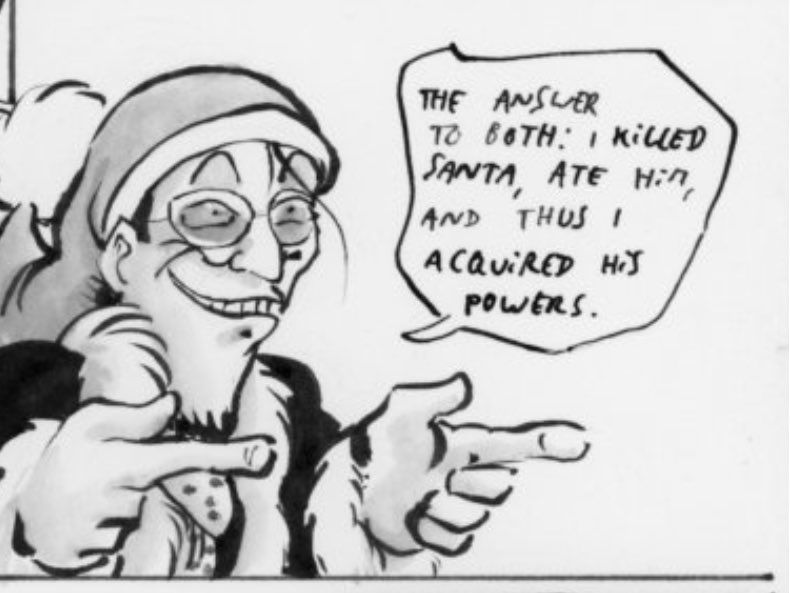 THE ANSWER
TO BOTH: I KILLED
SANTA, ATE HIM,
AND THUS I
ACQUIRED HIS
POWERS.